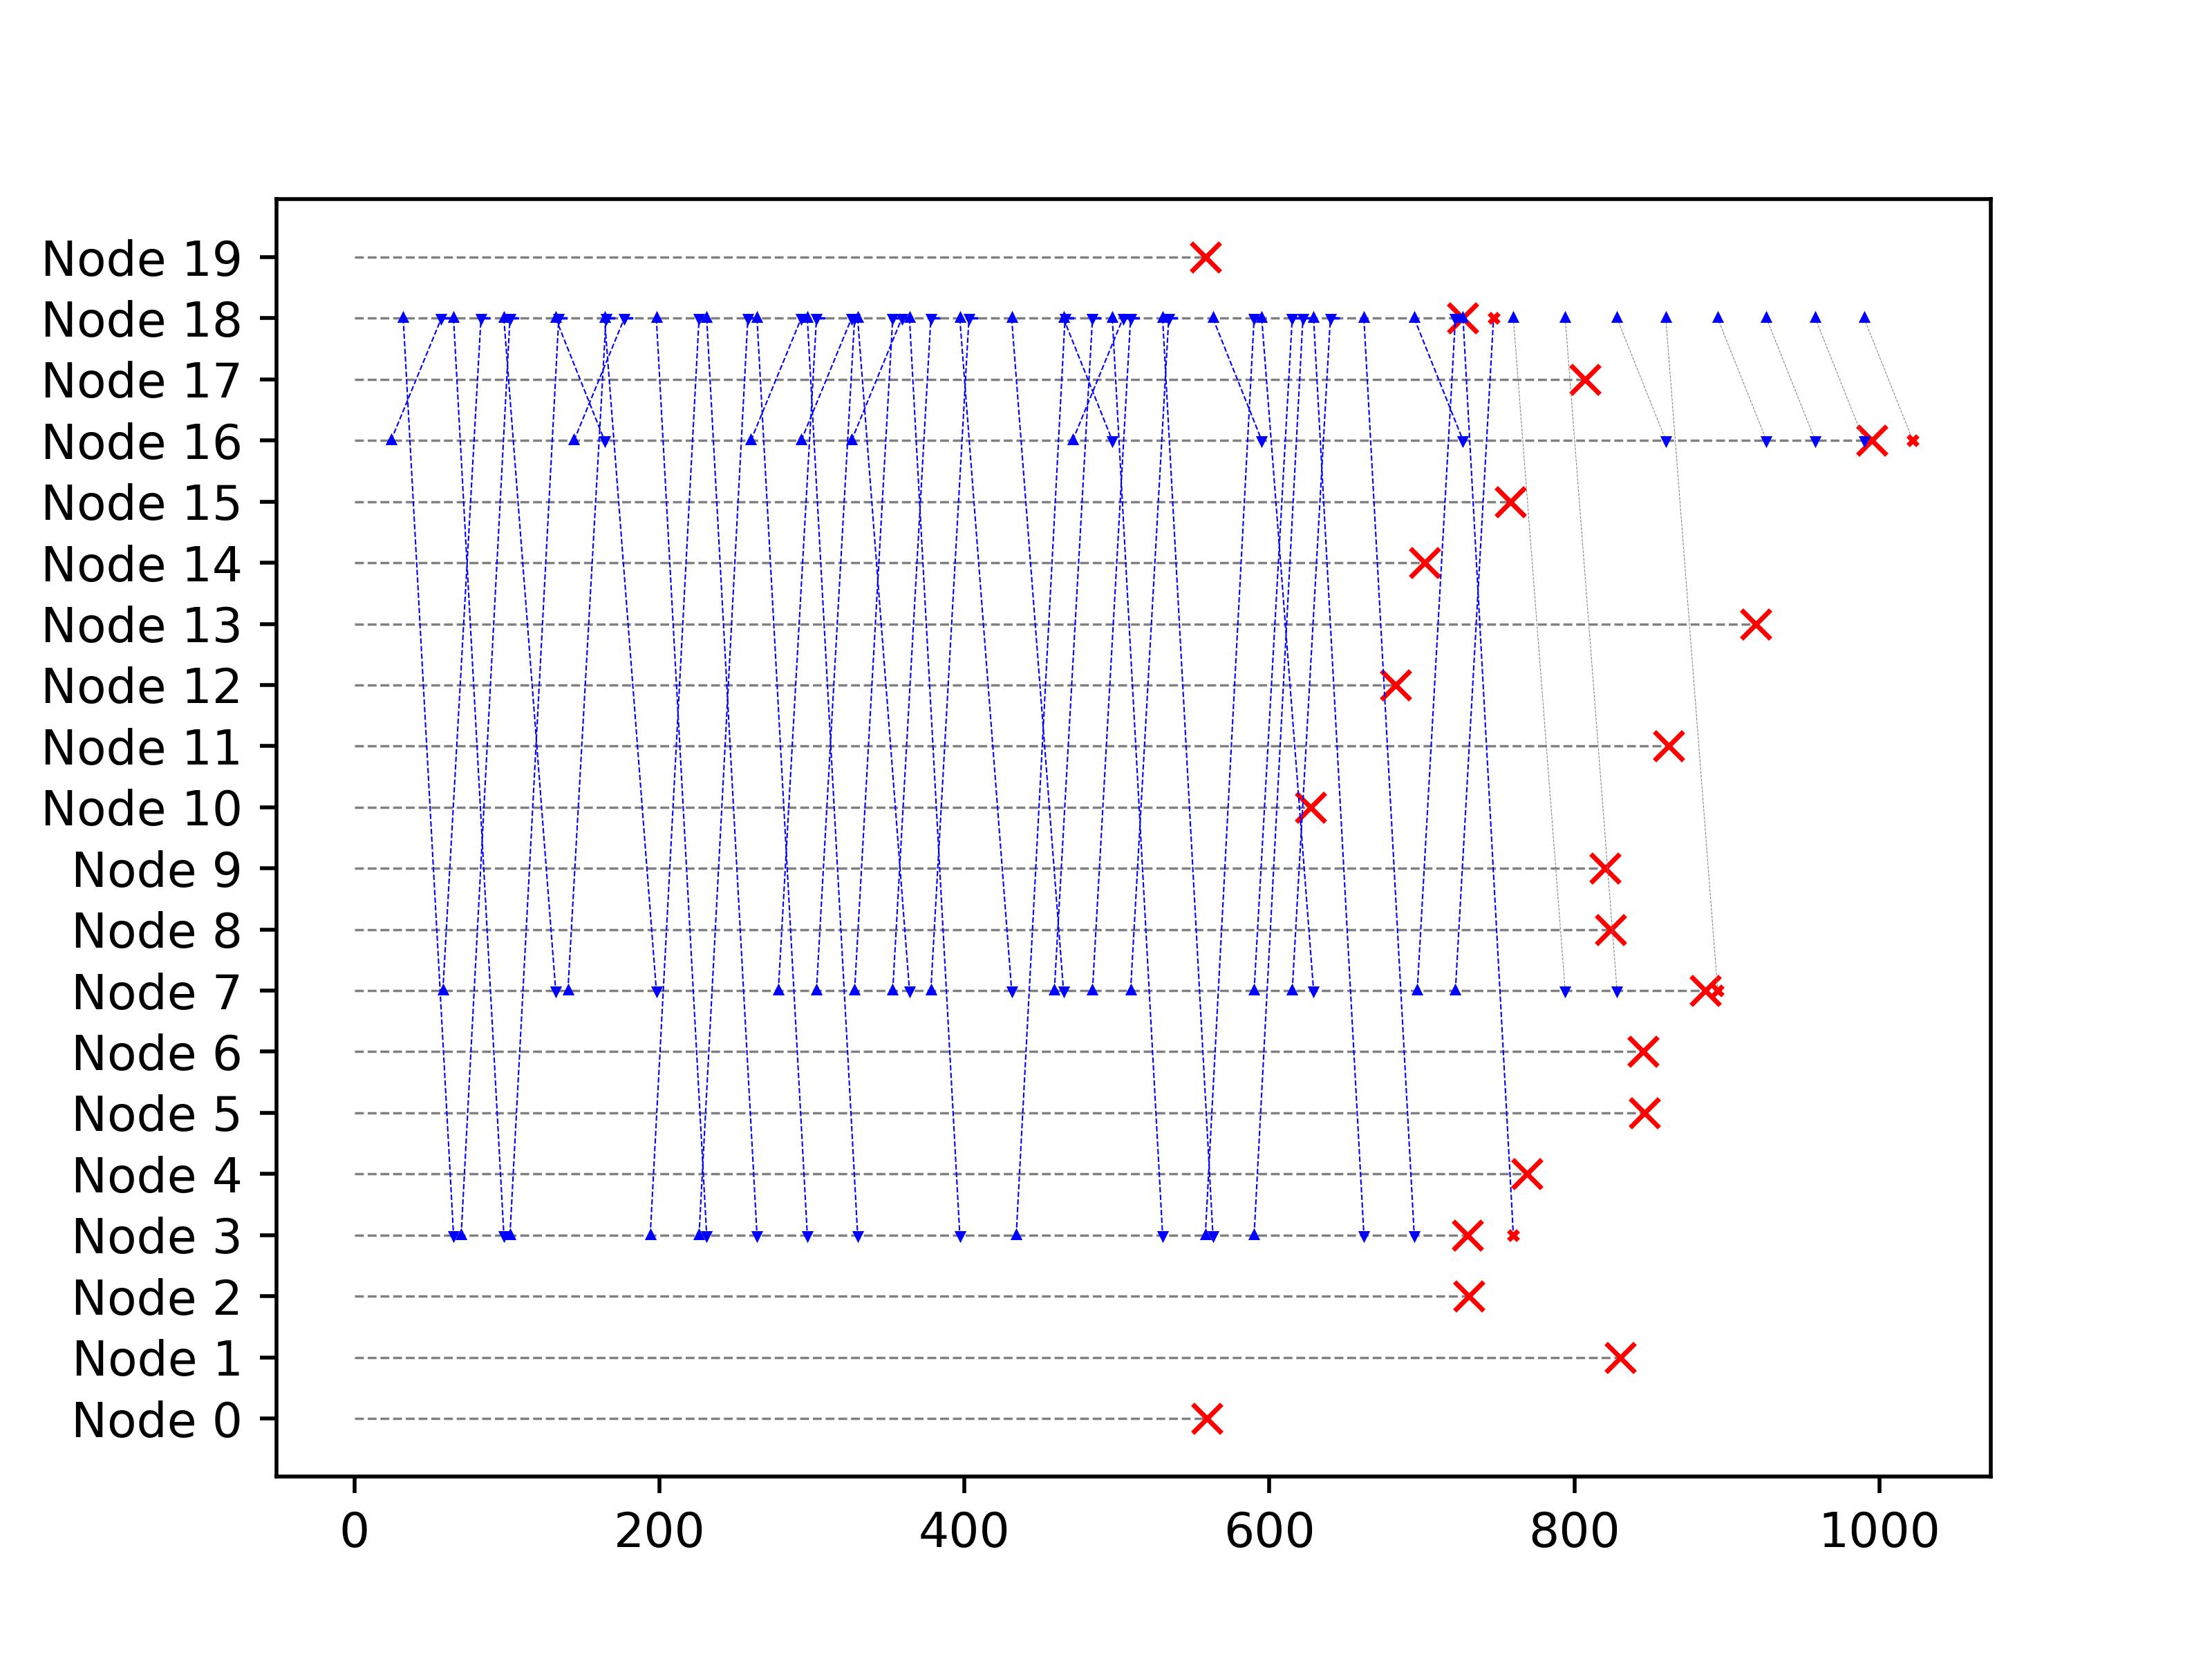 Node 19
Node 18
Node 17
Node 16
Node 15
Node 14
Node 13
Node 12
Node 11
Node 10
Node 9
Node 8
Node 7
Node 6
Node 5
Node 4
Node 3
Node 2
Node 1
Node 0
0 200 400 600 800 1000